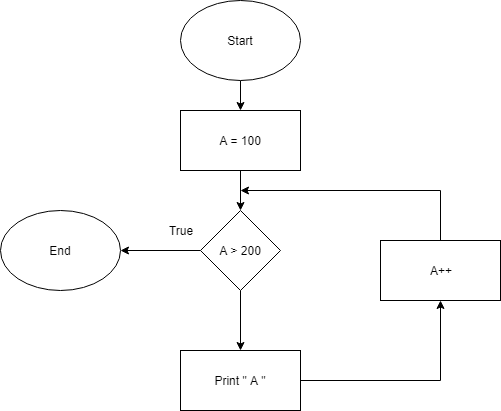 Start
A = 100
True
End
A > 200
A++
Print " A "